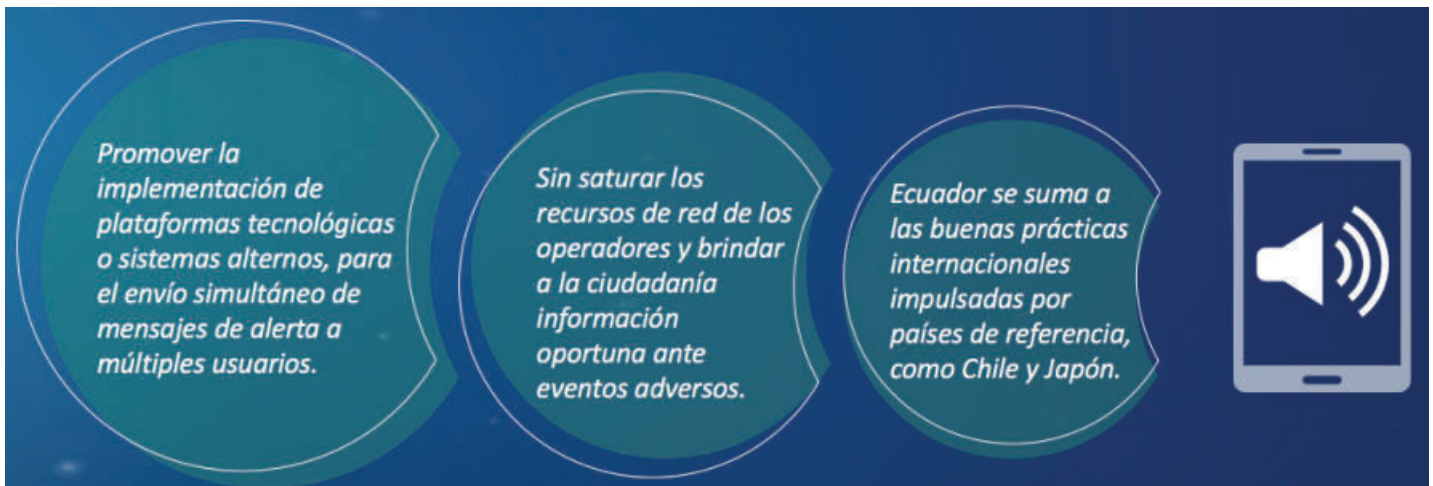 Promover la
implementación de
plataformas tecnológicas
o sistemas alternos, para
el envío simultáneo de
mensajes de alerta a
múltiples usuarios.
Sin saturar los
recursos de red de los
operadores y brindar
a la ciudadanía
información
oportuna ante
eventos adversos.
Ecuador se suma a
las buenas prácticas
internacionales
impulsadas por
países de referencia,
como Chile y Japón.